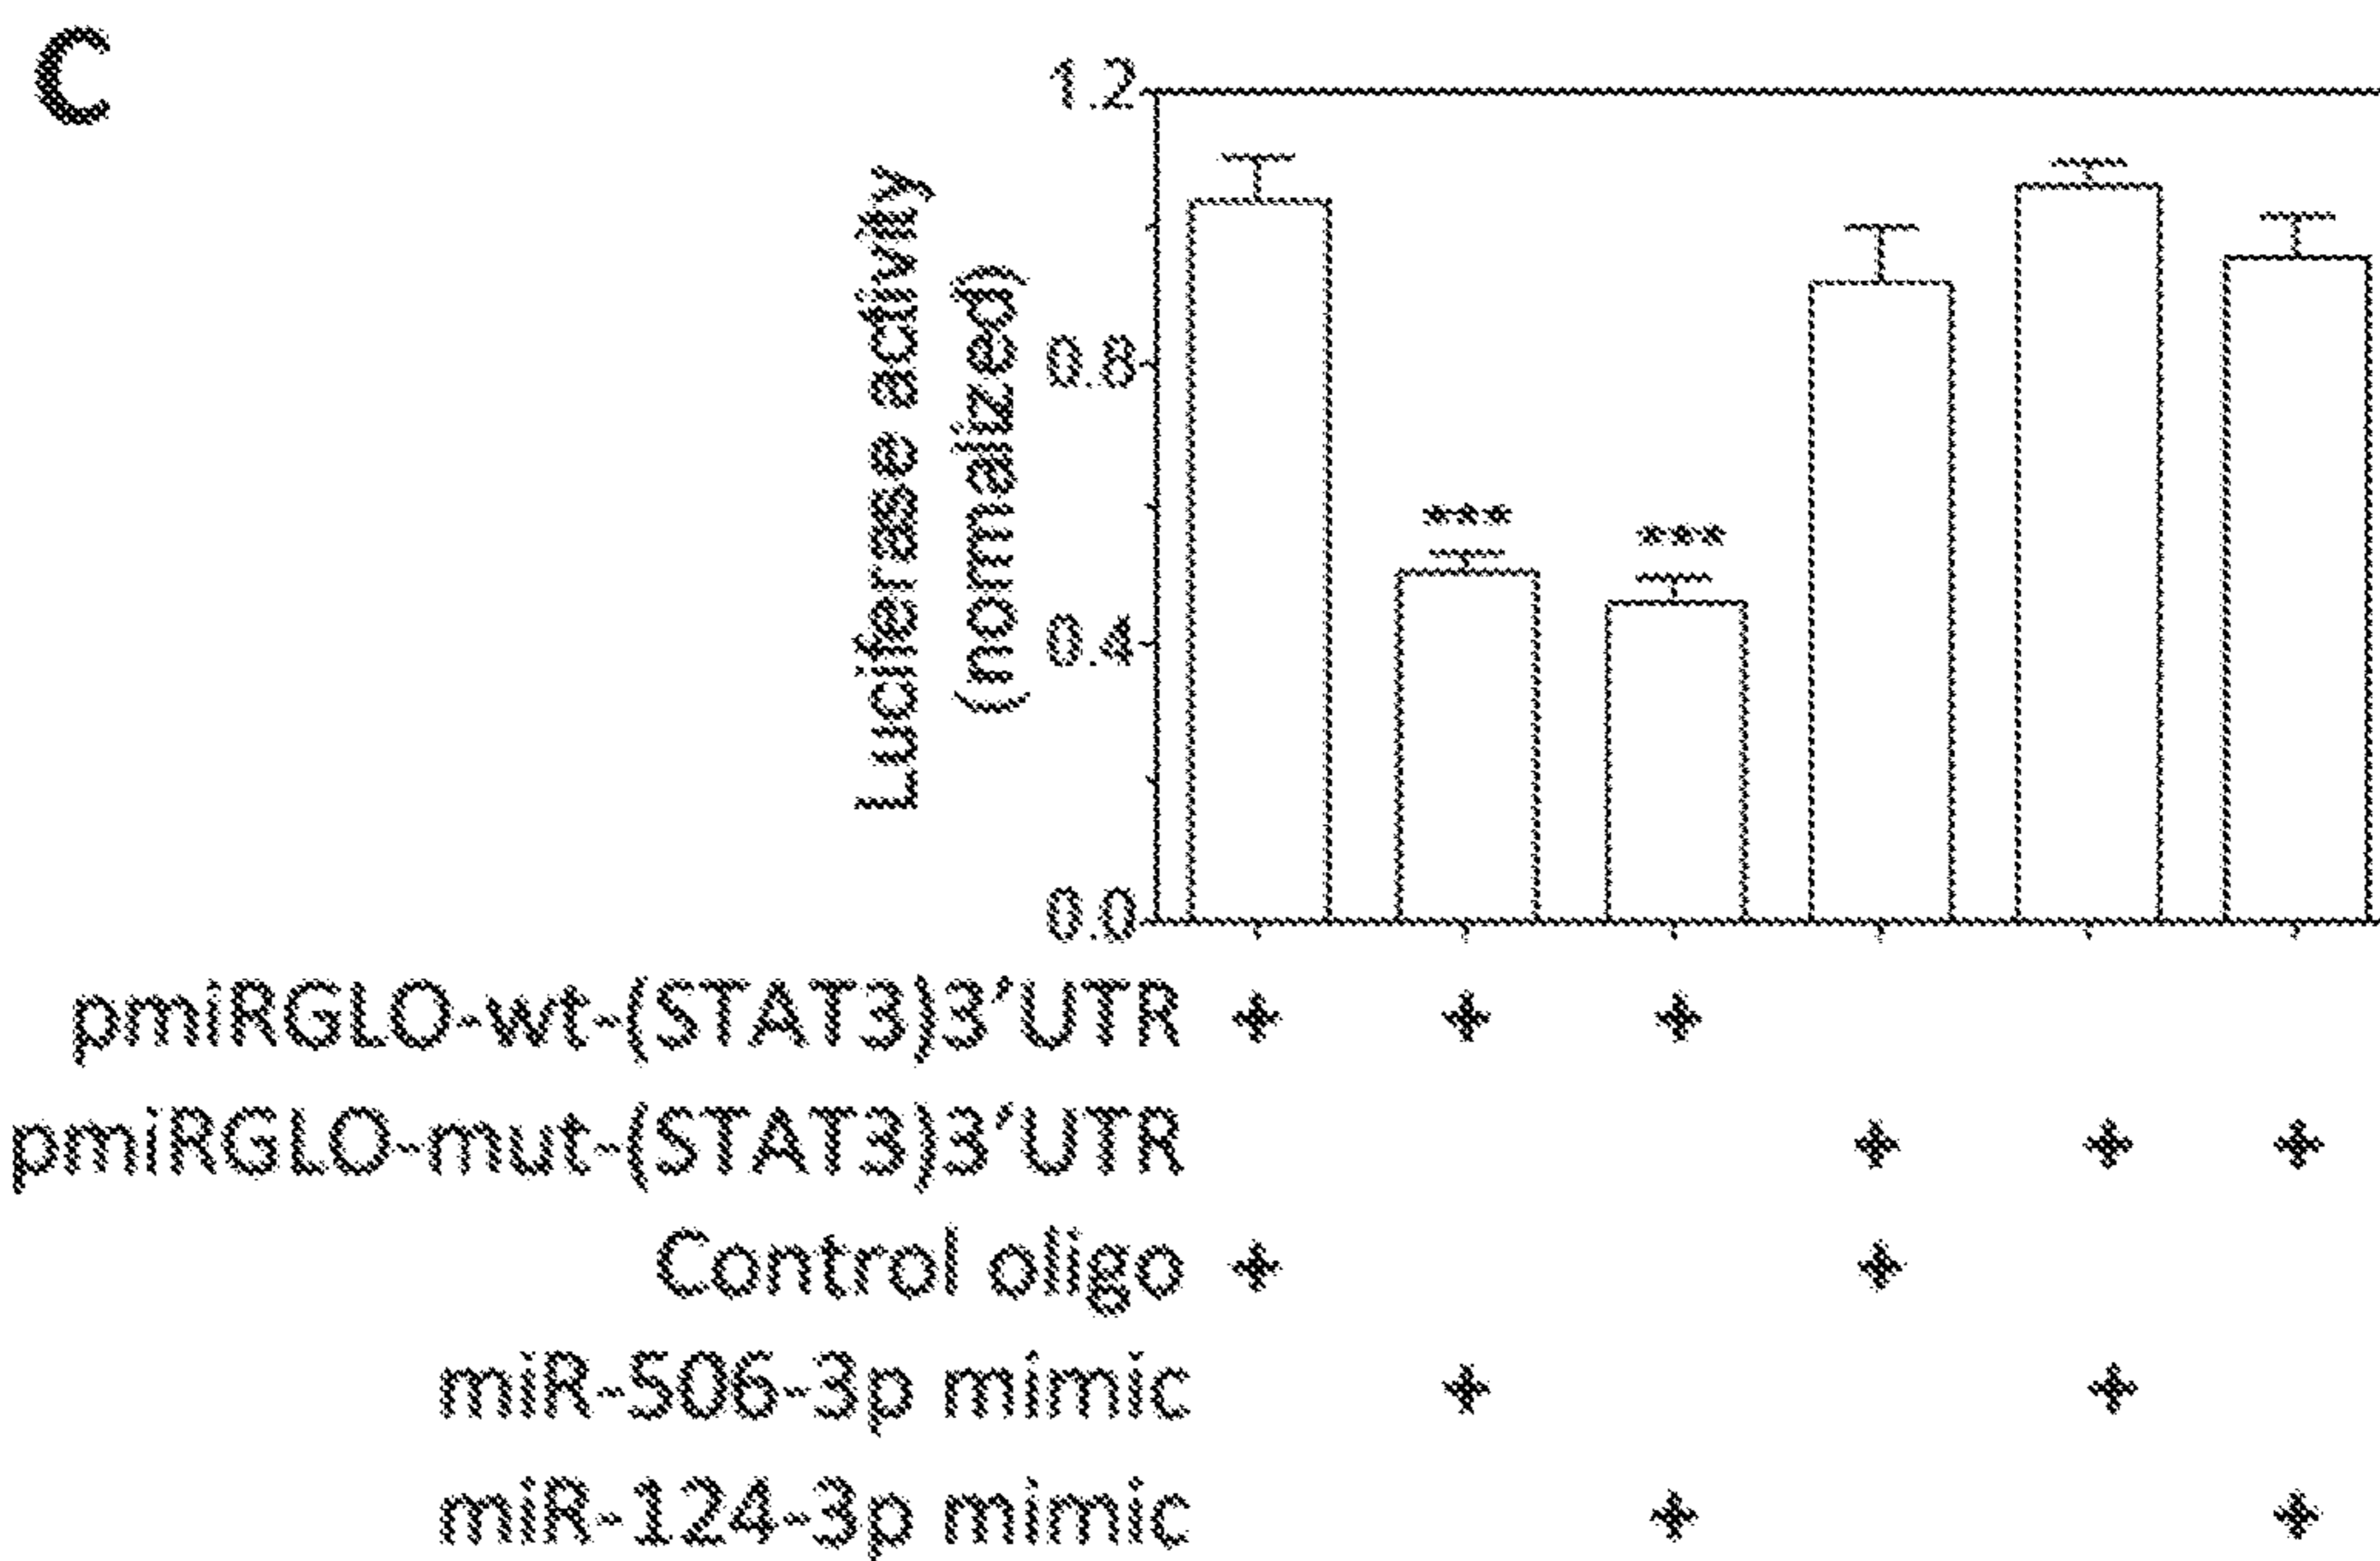 C
1.2
0.8
0.4
0.0
Luciferase activity
(normalized)
***
***
pmiRGLO-wt-(STAT3)3’UTR + + +
pmiRGLO-mut-(STAT3)3’UTR + + +
Control oligo + +
miR-506-3p mimic + +
miR-124-3p mimic + +